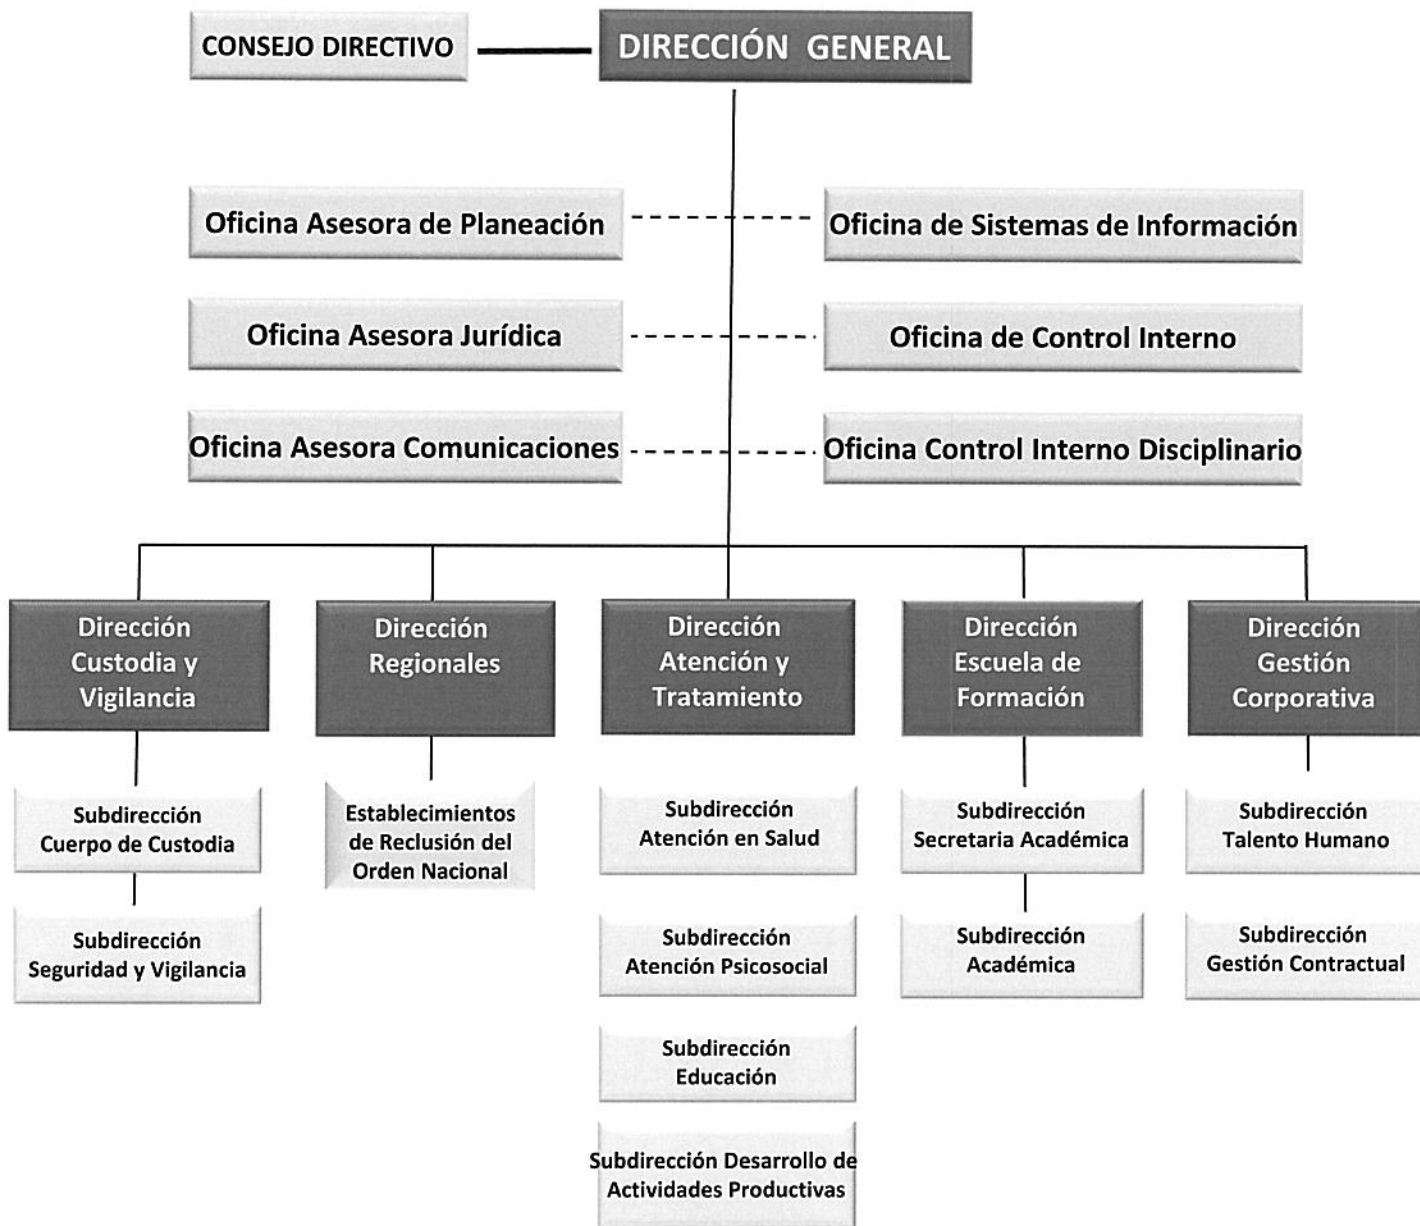 CONSEJO DIRECTIVO
DIRECCIÓN GENERAL
Oficina Asesora de Planeación
Oficina de Sistemas de Información
Oficina Asesora Jurídica
Oficina de Control Interno
Oficina Asesora Comunicaciones
Oficina Control Interno Disciplinario
Dirección
Custodia y
Vigilancia
Dirección
Regionales
Dirección
Atención y
Tratamiento
Dirección
Escuela de
Formación
Dirección
Gestión
Corporativa
Subdirección
Cuerpo de Custodia
Subdirección
Seguridad y Vigilancia
Establecimientos
de Reclusión del
Orden Nacional
Subdirección
Atención en Salud
Subdirección
Atención Psicosocial
Subdirección
Educación
Subdirección Desarrollo de
Actividades Productivas
Subdirección
Secretaria Académica
Subdirección
Académica
Subdirección
Talento Humano
Subdirección
Gestión Contractual